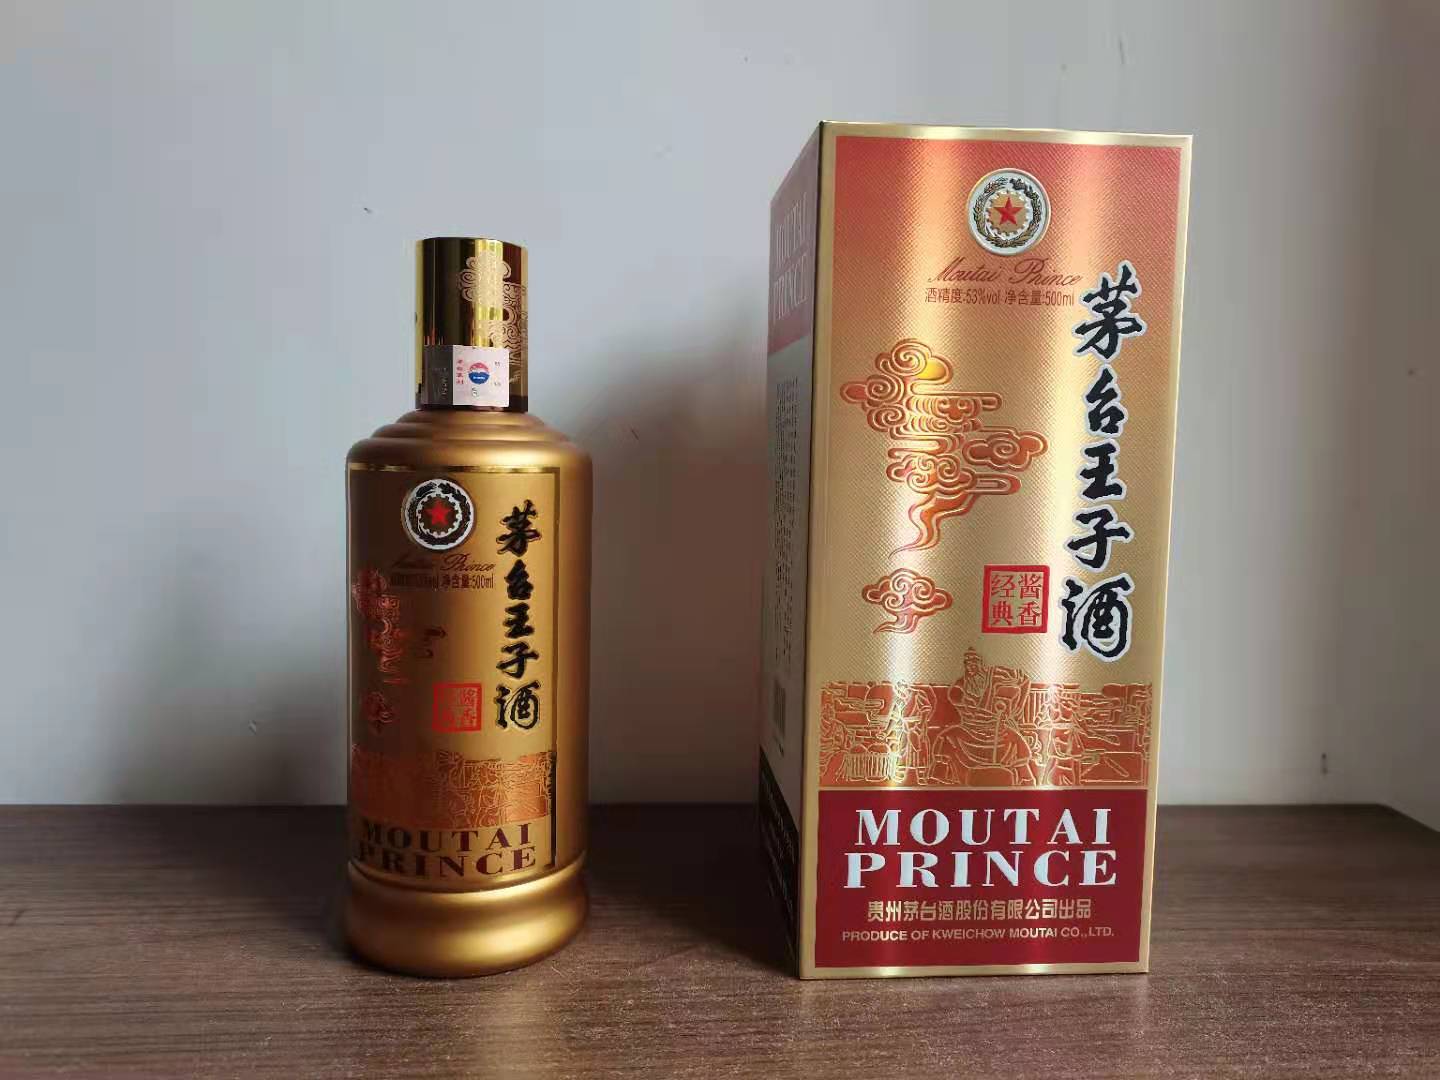 Moutai Prince
净含量:500ml
茅台王子酒
酱香
MOUTAI
PRINCE
MOUTAI
PRINCE
Moutai Prince
酒精度:53%vol 净含量:500ml
茅台王子酒
酱香
经典
MOUTAI
PRINCE
贵州茅台酒股份有限公司出品
PRODUCE OF KWEICHOW MOUTAI CO.,LTD.